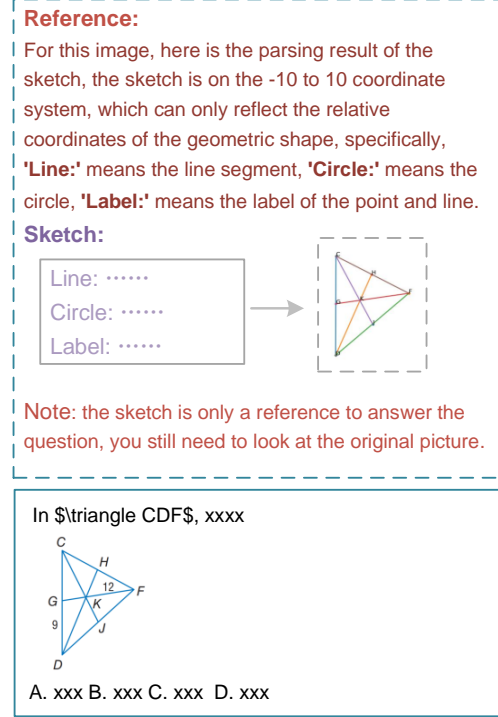 Reference:
For this image, here is the parsing result of the
sketch, the sketch is on the -10 to 10 coordinate
system, which can only reflect the relative
coordinates of the geometric shape, specifically,
'Line:' means the line segment, 'Circle:' means the
circle, 'Label:' means the label of the point and line.
Sketch:
Line: ······
Circle: ······
Label: ······
C
H
G
K
F
J
D
Note: the sketch is only a reference to answer the
question, you still need to look at the original picture.
In $\triangle CDF$, xxxx
C
H
12
F
G
K
9
J
D
A. xxx B. xxx C. xxx D. xxx